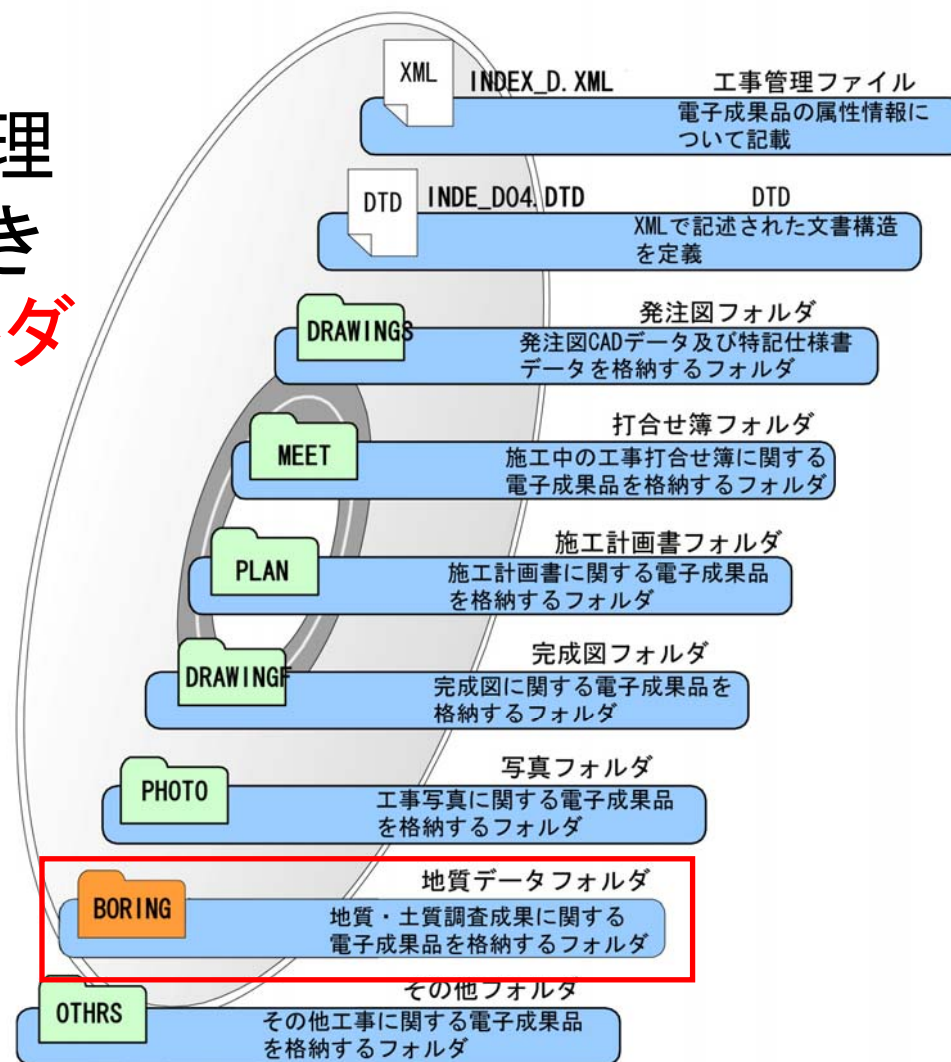 理
き
ダ
XML
INDEX_D.XML 工事管理ファイル
電子成果品の属性情報に
ついて記載
DTD
INDE_D04.DTD DTD
XMLで記述された文書構造
を定義
発注図フォルダ
DRAWINGS
発注図CADデータ及び特記仕様書
データを格納するフォルダ
打合せ簿フォルダ
MEET
施工中の工事打合せ簿に関する
電子成果品を格納するフォルダ
施工計画書フォルダ
PLAN
施工計画書に関する電子成果品
を格納するフォルダ
完成図フォルダ
DRAWINGF
完成図に関する電子成果品を
格納するフォルダ
写真フォルダ
PHOTO
工事写真に関する電子成果品
を格納するフォルダ
地質データフォルダ
BORING
地質・土質調査成果に関する
電子成果品を格納するフォルダ
その他フォルダ
OTHRS
その他工事に関する電子成果品
を格納するフォルダ